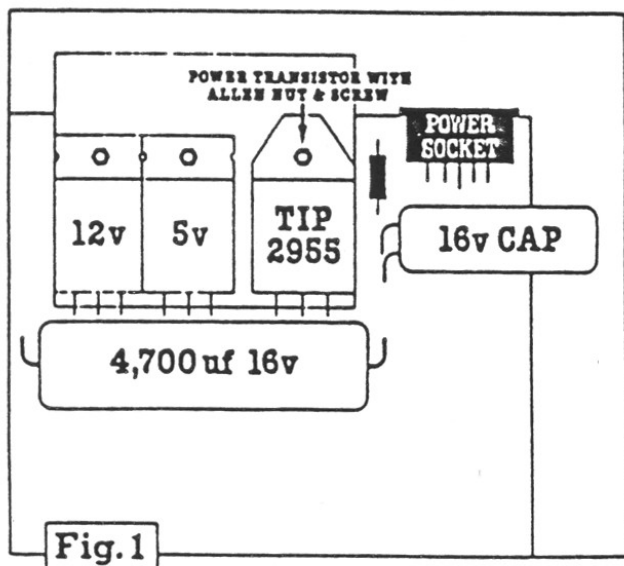 POWER TRANSISTOR WITH
ALLEN NUT & SCREW
POWER
SOCKET
12v
5v
TIP
2955
16v CAP
4,700 uf 16v
Fig. 1